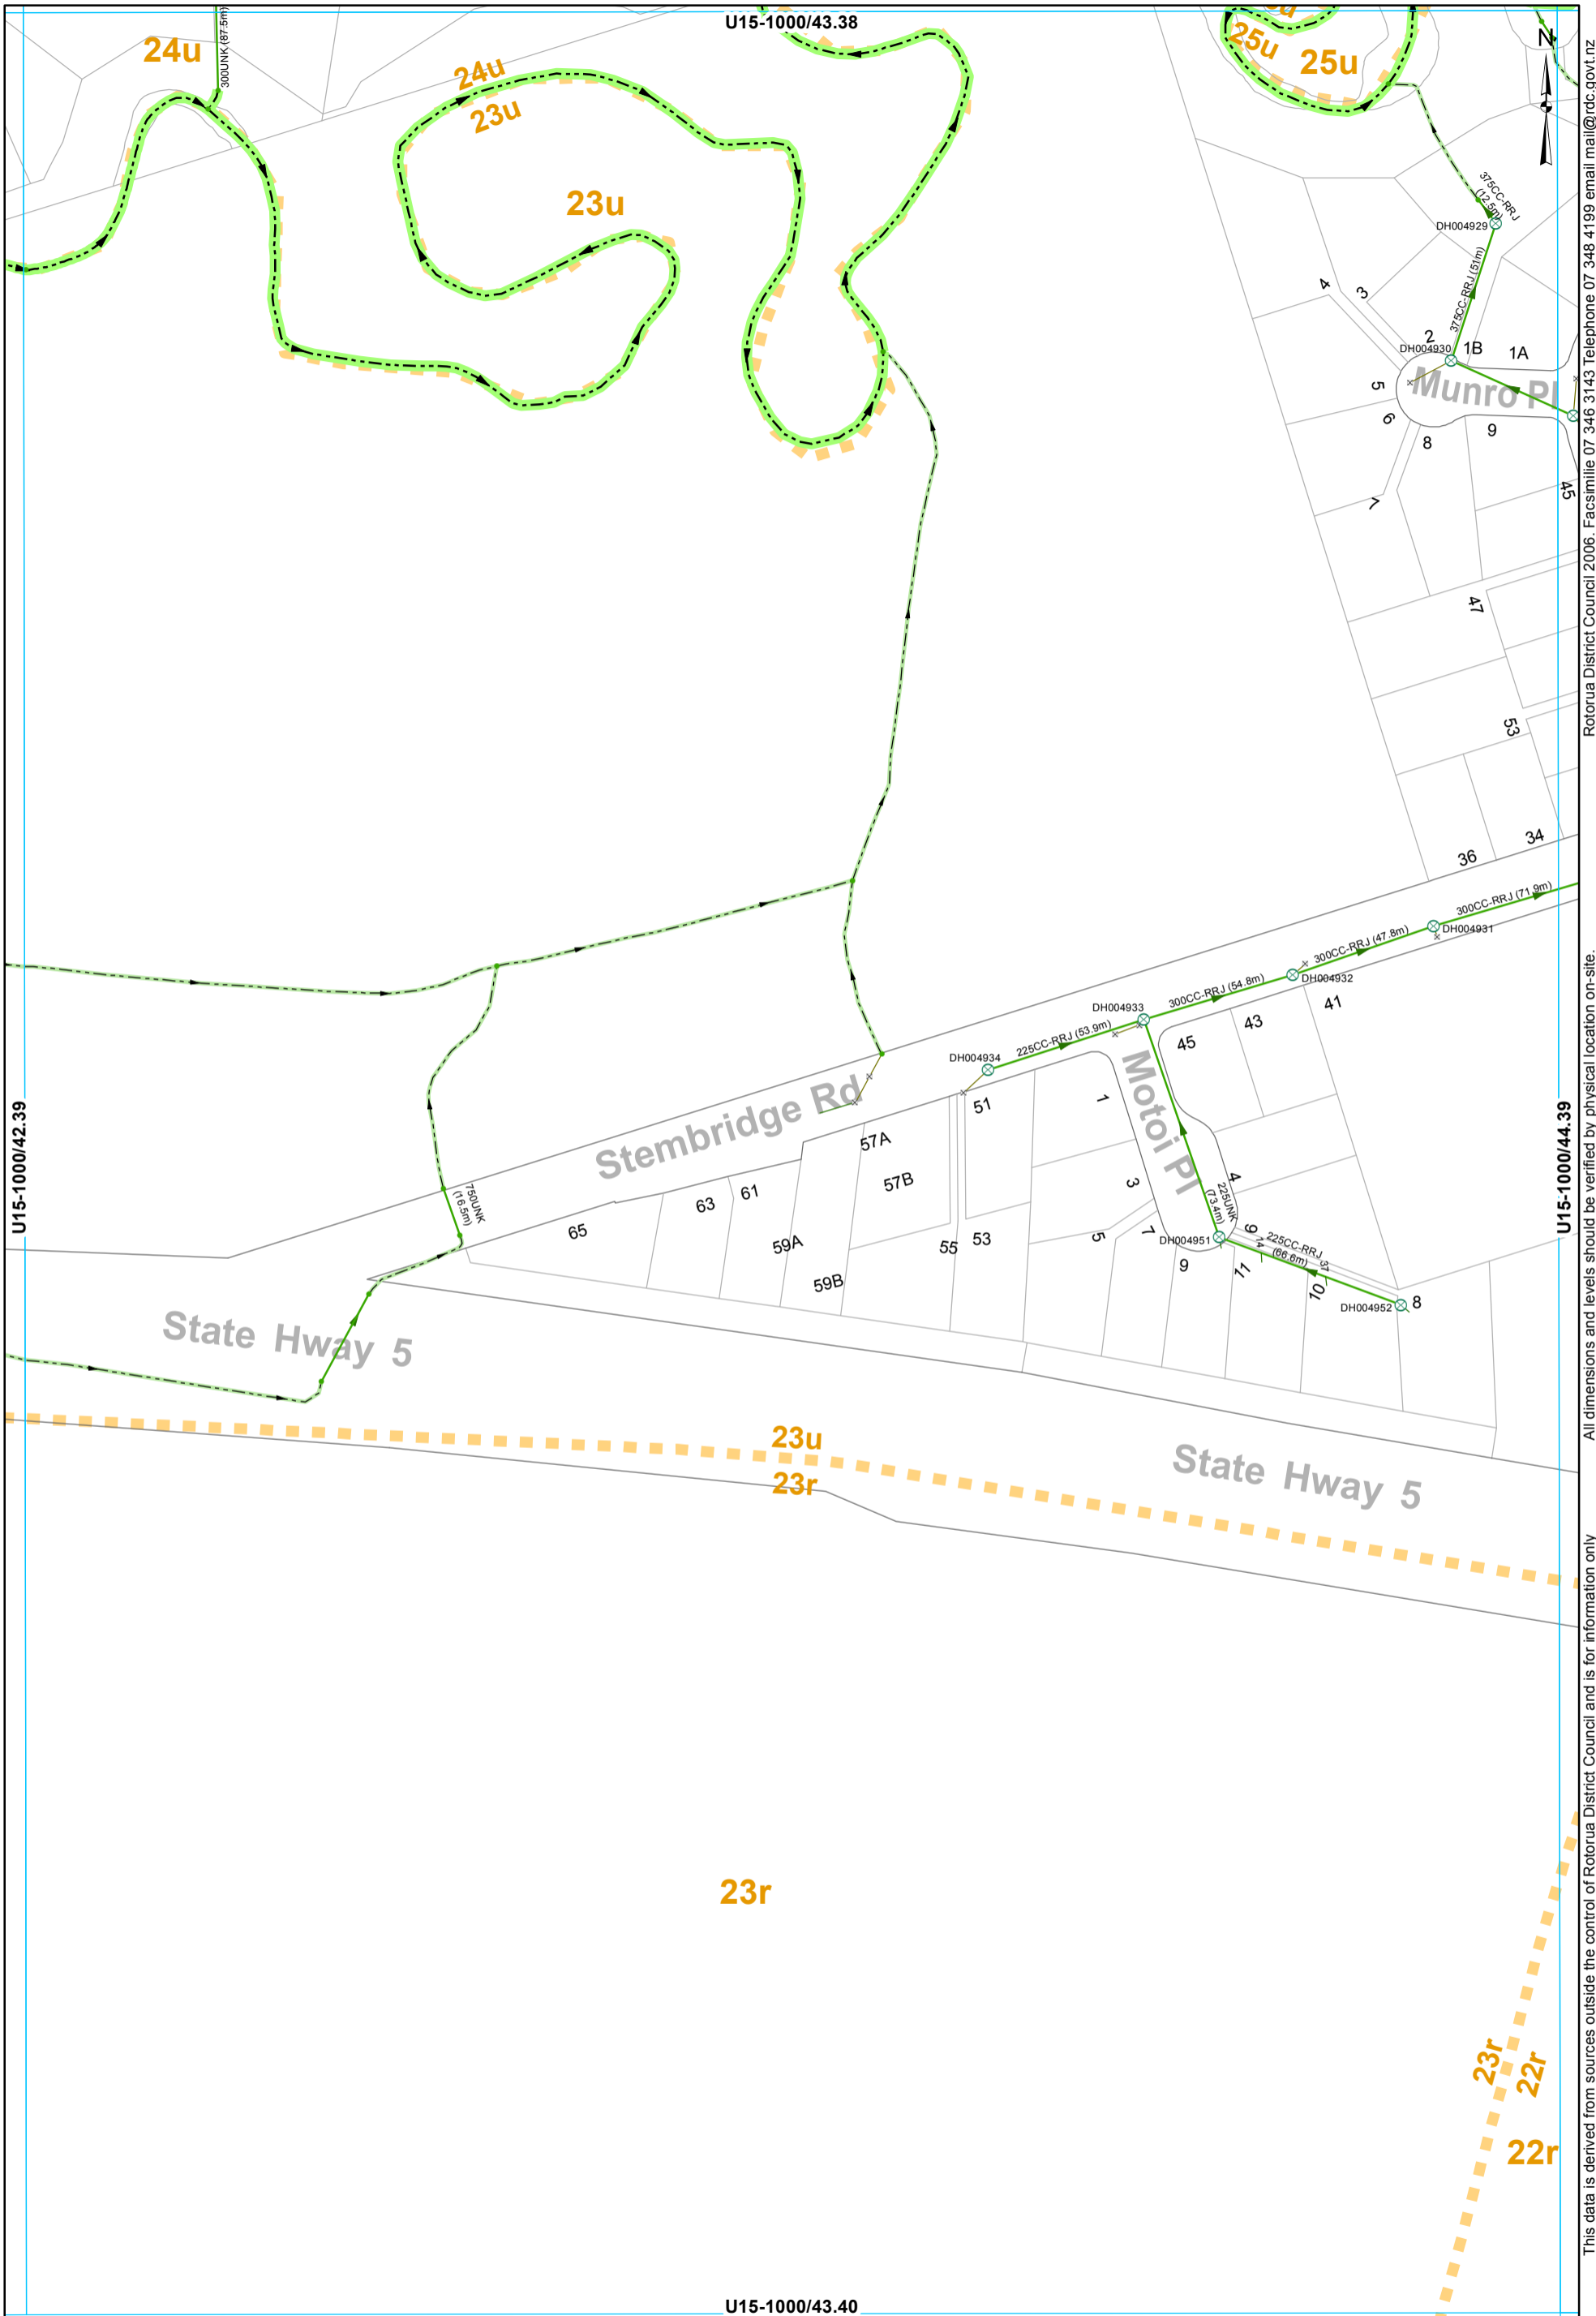 U15-1000/43.38
24u
300UNK (87.5m)
24u
23u
23u
25u
25u
N
375CC-RRJ
(12.5m)
DH004929
375CC-RRJ (51m)
4
3
2
DH004930
1B
1A
Munro Pl
5
6
8
9
7
45
47
53
34
36
300CC-RRJ (71.9m)
DH004931
300CC-RRJ (47.8m)
DH004932
300CC-RRJ (54.8m)
DH004933
225CC-RRJ (53.9m)
DH004934
41
43
45
Motoi Pl
1
3
4
5
7
51
Stembridge Rd
57A
57B
55
53
59A
59B
61
63
65
750UNK
(16.5m)
225UNK
(73.4m)
DH004951
6
225CC-RRJ
(66.6m)
14
37
9
11
10
DH004952
8
State Hway 5
State Hway 5
23u
23r
23r
23r
22r
22r
U15-1000/42.39
U15-1000/44.39
U15-1000/43.40
This data is derived from sources outside the control of Rotorua District Council and is for information only
All dimensions and levels should be verified by physical location on-site.
Rotorua District Council 2006. Facsimilie 07 346 3143 Telephone 07 348 4199 email mail@rdc.govt.nz